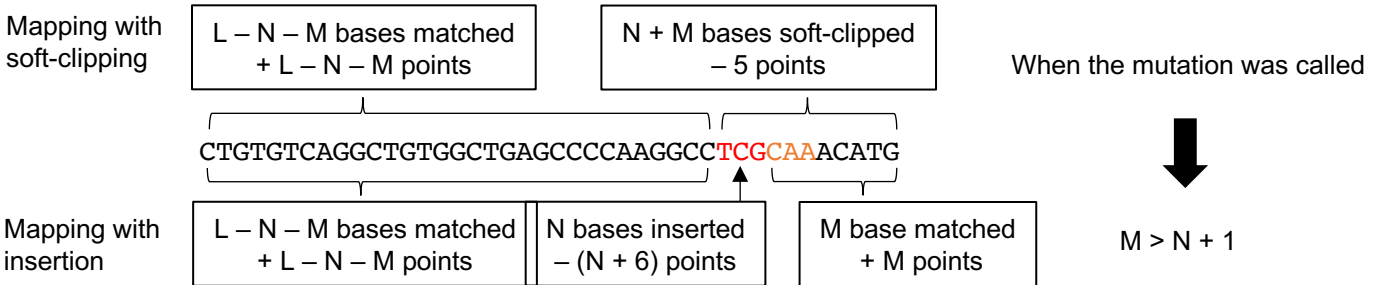 Mapping with
soft-clipping
L – N – M bases matched
+ L – N – M points
N + M bases soft-clipped
– 5 points
When the mutation was called
CTGTGTCAGGCTGTGGCTGAGCCCCAAGGCCTCGCAAACATG
Mapping with
insertion
L – N – M bases matched
+ L – N – M points
N bases inserted
– (N + 6) points
M base matched
+ M points
M > N + 1